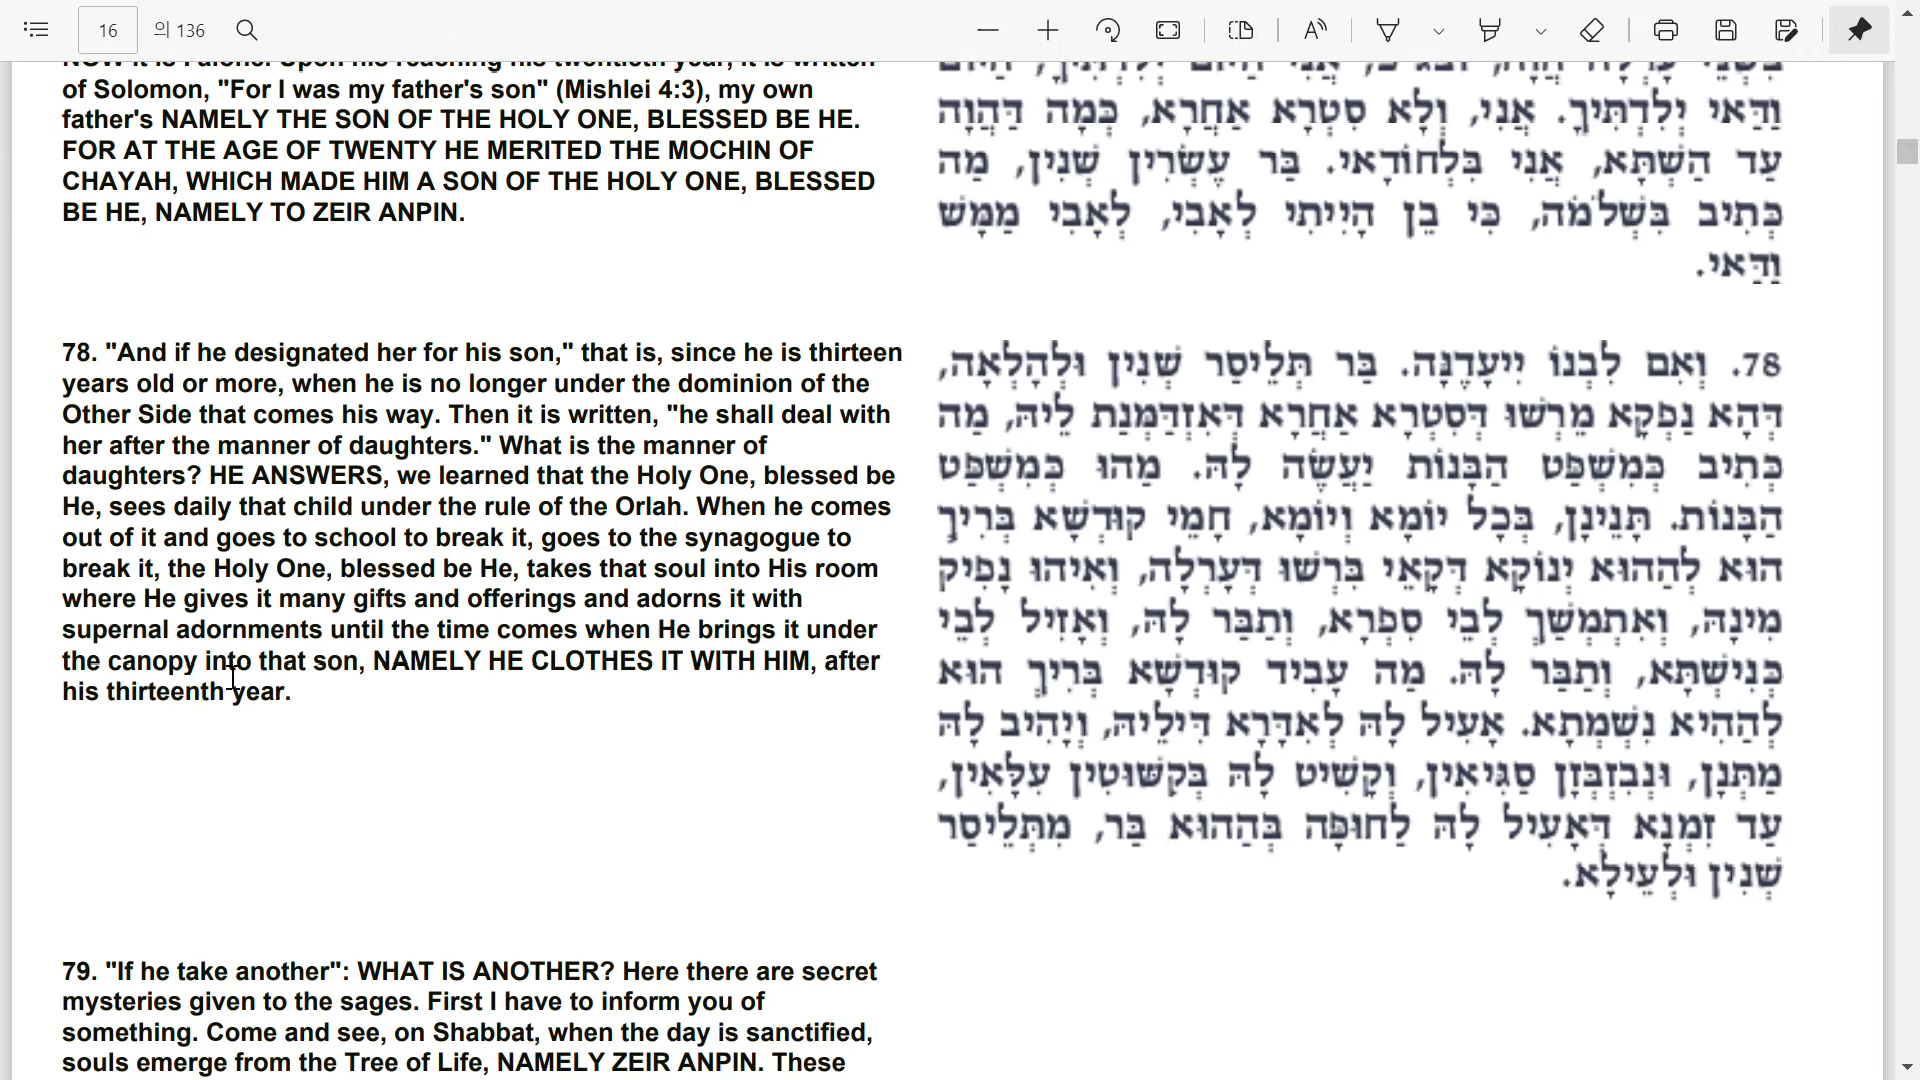 16 의 136
of Solomon, "For I was my father's son" (Mishlei 4:3), my own
father's NAMELY THE SON OF THE HOLY ONE, BLESSED BE HE.
FOR AT THE AGE OF TWENTY HE MERITED THE MOCHIN OF
CHAYAH, WHICH MADE HIM A SON OF THE HOLY ONE, BLESSED
BE HE, NAMELY TO ZEIR ANPIN.
וַדַּאי יְלִדְתִּיךָ. אֲנִי, וְלָא סִטְרָא אַחֲרָא, כְּמָה דַּהֲוָה
עַד הַשְׁתָּא, אֲנִי בִּלְחוֹדָאי. בַּר עֶשְׂרִין שְׁנִין, מַה
כְּתִיב בִּשְׁלֹמֹה, כִּי בֵן הָיִיתִי לְאָבִי, לְאָבִי מַמָּשׁ
וַדַּאי.
78. "And if he designated her for his son," that is, since he is thirteen
years old or more, when he is no longer under the dominion of the
Other Side that comes his way. Then it is written, "he shall deal with
her after the manner of daughters." What is the manner of
daughters? HE ANSWERS, we learned that the Holy One, blessed be
He, sees daily that child under the rule of the Orlah. When he comes
out of it and goes to school to break it, goes to the synagogue to
break it, the Holy One, blessed be He, takes that soul into His room
where He gives it many gifts and offerings and adorns it with
supernal adornments until the time comes when He brings it under
the canopy into that son, NAMELY HE CLOTHES IT WITH HIM, after
his thirteenth year.
78. וְאִם לִבְנוֹ יִיעָדֶנָּה. בַּר תְּלֵיסַר שְׁנִין וּלְהָלְאָה,
דְּהָא נַפְקָא מֵרְשׁוּ דְּסִטְרָא אַחֲרָא דְּאִזְדַּמְנַת לֵיהּ, מַה
כְּתִיב כְּמִשְׁפַּט הַבָּנוֹת יַעֲשֶׂה לָהּ. מַהוּ כְּמִשְׁפַּט
הַבָּנוֹת. תָּנֵינָן, בְּכָל יוֹמָא וְיוֹמָא, חָמֵי קוּדְשָׁא בְּרִיךְ
הוּא לְהַהוּא יְנוֹקָא דְּקָאֵי בִּרְשׁוּ דְּעָרְלָה, וְאִיהוּ נָפִיק
מִינָהּ, וְאִתְמְשַׁךְ לְבֵי סִפְרָא, וְתַבַּר לָהּ, וְאָזִיל לְבֵי
כְּנִישְׁתָּא, וְתַבַּר לָהּ. מַה עָבִיד קוּדְשָׁא בְּרִיךְ הוּא
לְהַהִיא נִשְׁמְתָא. אָעִיל לָהּ לְאִדָּרָא דִּילֵיהּ, וְיָהִיב לָהּ
מַתְּנָן, וּנְבִזְבְּזָן סַגִּיאִין, וְקָשִׁיט לָהּ בְּקִשּׁוּטִין עִלָּאִין,
עַד זִמְנָא דְּאָעִיל לָהּ לַחוּפָּה בְּהַהוּא בַּר, מִתְּלֵיסַר
שְׁנִין וּלְעֵילָא.
79. "If he take another": WHAT IS ANOTHER? Here there are secret
mysteries given to the sages. First I have to inform you of
something. Come and see, on Shabbat, when the day is sanctified,
souls emerge from the Tree of Life, NAMELY ZEIR ANPIN. These